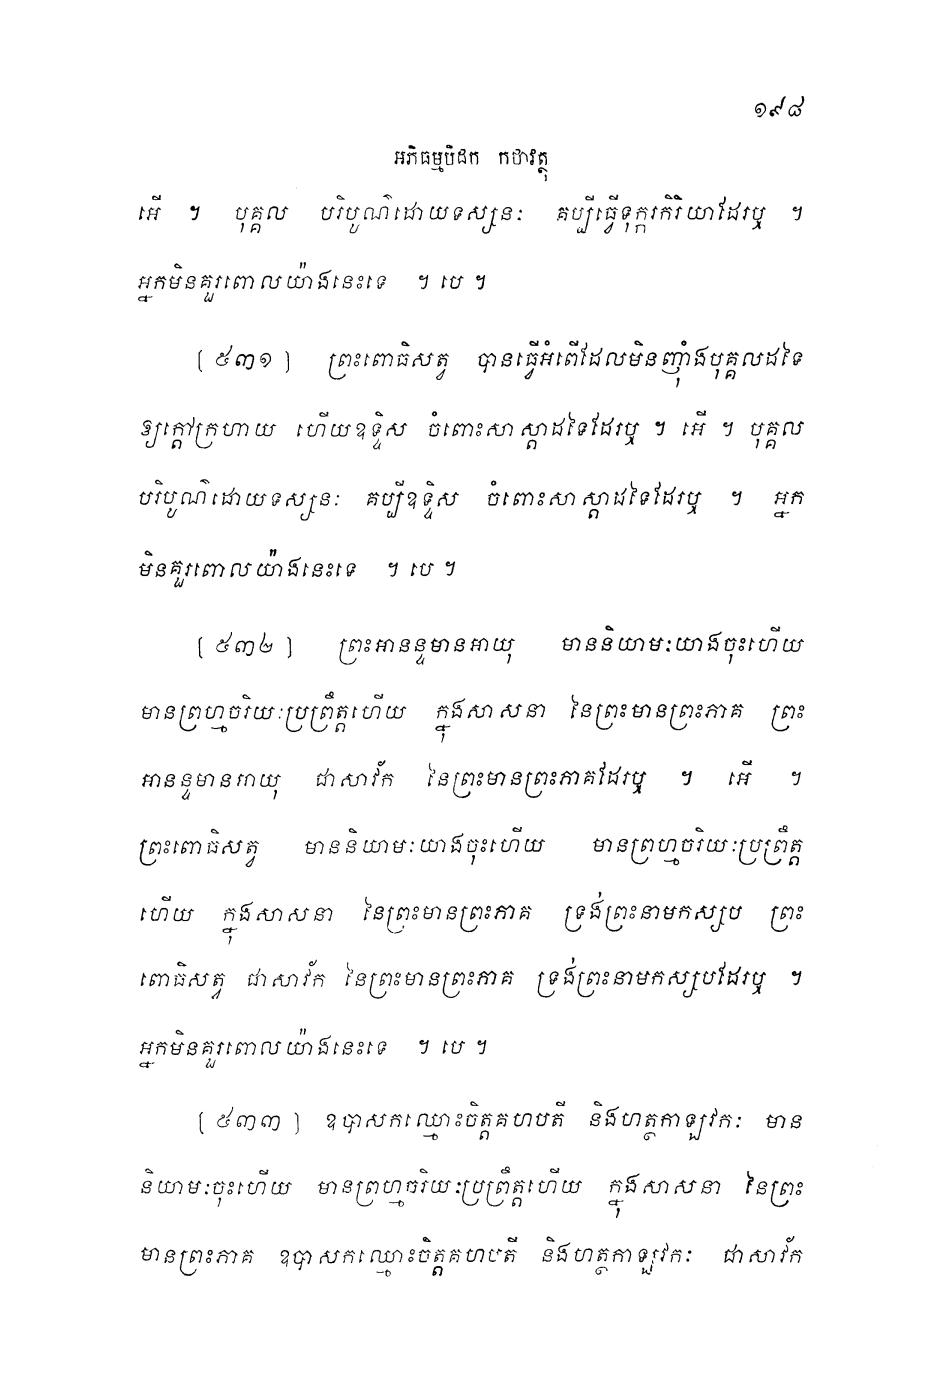 ១៩៨
អភិធម្មបិដក កថាវត្ថុ
អើ ។ បុគ្គល បរិបូណ៌ដោយទស្សនៈ គប្បីធ្វើទុក្ករកិរិយាដែរឬ ។
អ្នកមិនគួរពោលយ៉ាងនេះទេ ។ បេ ។
[៥៣១] ព្រះពោធិសត្វ បានធ្វើអំពើដែលមិនញ៉ាំងបុគ្គលដទៃ
ឱ្យក្តៅក្រហាយ ហើយឧទ្ទិស ចំពោះសាស្តាដទៃដែរឬ ។ អើ ។ បុគ្គល
បរិបូណ៌ដោយទស្សនៈ គប្បីឧទ្ទិស ចំពោះសាស្តាដទៃដែរឬ ។ អ្នក
មិនគួរពោលយ៉ាងនេះទេ ។ បេ ។
[៥៣២] ព្រះអានន្ទមានអាយុ មាននិយាមៈយាងចុះហើយ
មានព្រហ្មចរិយៈប្រព្រឹត្តហើយ ក្នុងសាសនា នៃព្រះមានព្រះភាគ ព្រះ
អានន្ទមានអាយុ ជាសាវ័ក នៃព្រះមានព្រះភាគដែរឬ ។ អើ ។
ព្រះពោធិសត្វ មាននិយាមៈយាងចុះហើយ មានព្រហ្មចរិយៈប្រព្រឹត្ត
ហើយ ក្នុងសាសនា នៃព្រះមានព្រះភាគ ទ្រង់ព្រះនាមកស្សប ព្រះ
ពោធិសត្វ ជាសាវ័ក នៃព្រះមានព្រះភាគ ទ្រង់ព្រះនាមកស្សបដែរឬ ។
អ្នកមិនគួរពោលយ៉ាងនេះទេ ។ បេ ។
[៥៣៣] ឧបាសកឈ្មោះចិត្តគហបតី និងហត្ថកាឡវកៈ មាន
និយាមៈចុះហើយ មានព្រហ្មចរិយៈប្រព្រឹត្តហើយ ក្នុងសាសនា នៃព្រះ
មានព្រះភាគ ឧបាសកឈ្មោះចិត្តគហបតី និងហត្ថកាឡវកៈ ជាសាវ័ក